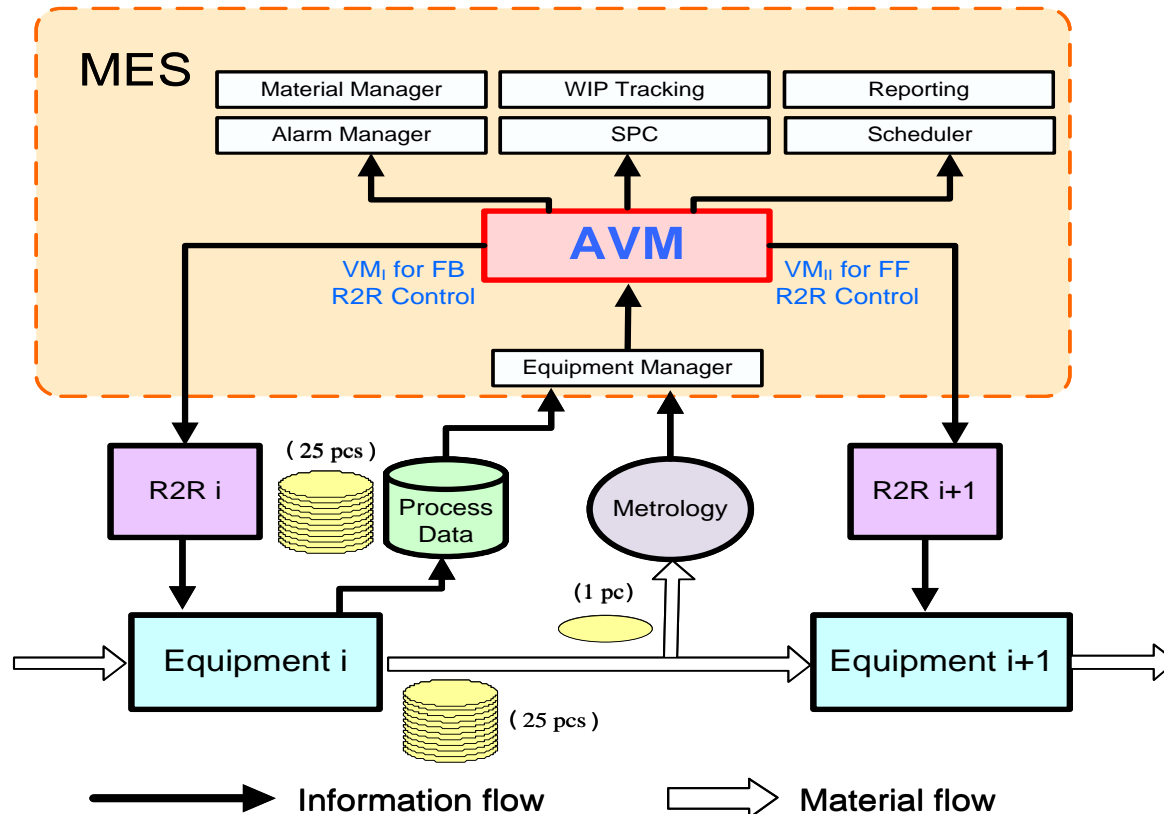 MES
Material Manager
WIP Tracking
Reporting
Alarm Manager
SPC
Scheduler
AVM
VM_I for FB
R2R Control
VM_II for FF
R2R Control
Equipment Manager
(25 pcs)
R2R i
Process
Data
Metrology
R2R i+1
(1 pc)
Equipment i
Equipment i+1
(25 pcs)
Information flow
Material flow